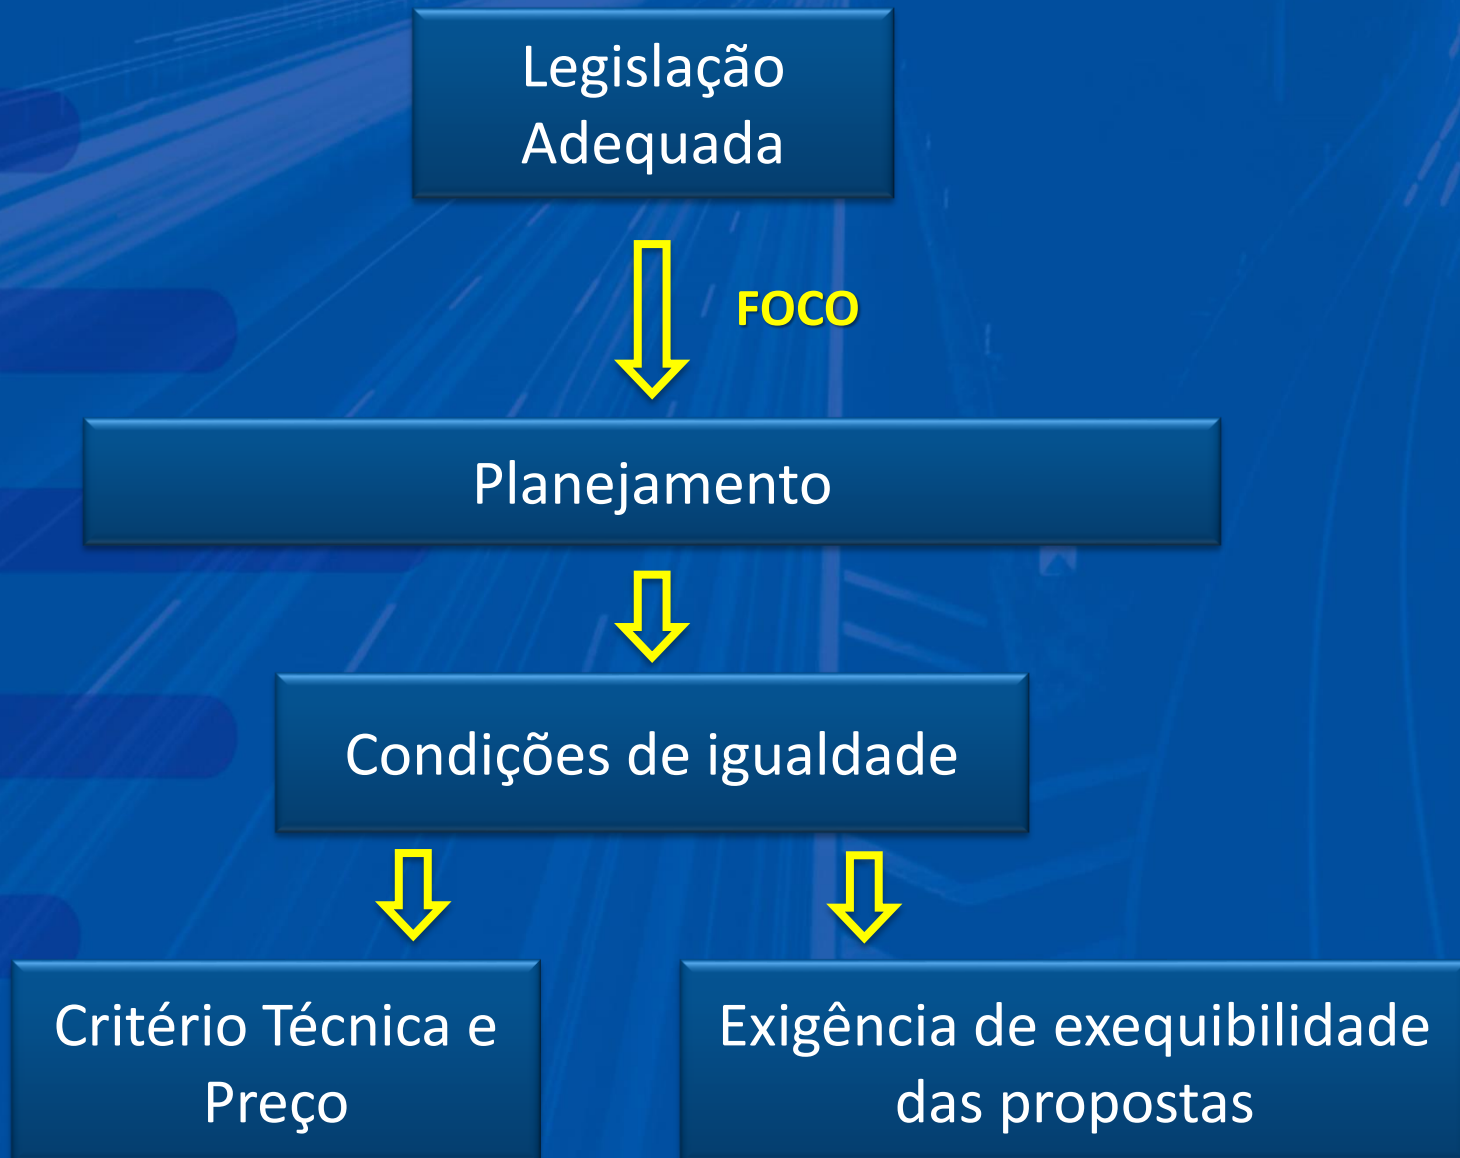 Legislação
Adequada
FOCO
Planejamento
Condições de igualdade
Critério Técnica e
Preço
Exigência de exequibilidade
das propostas